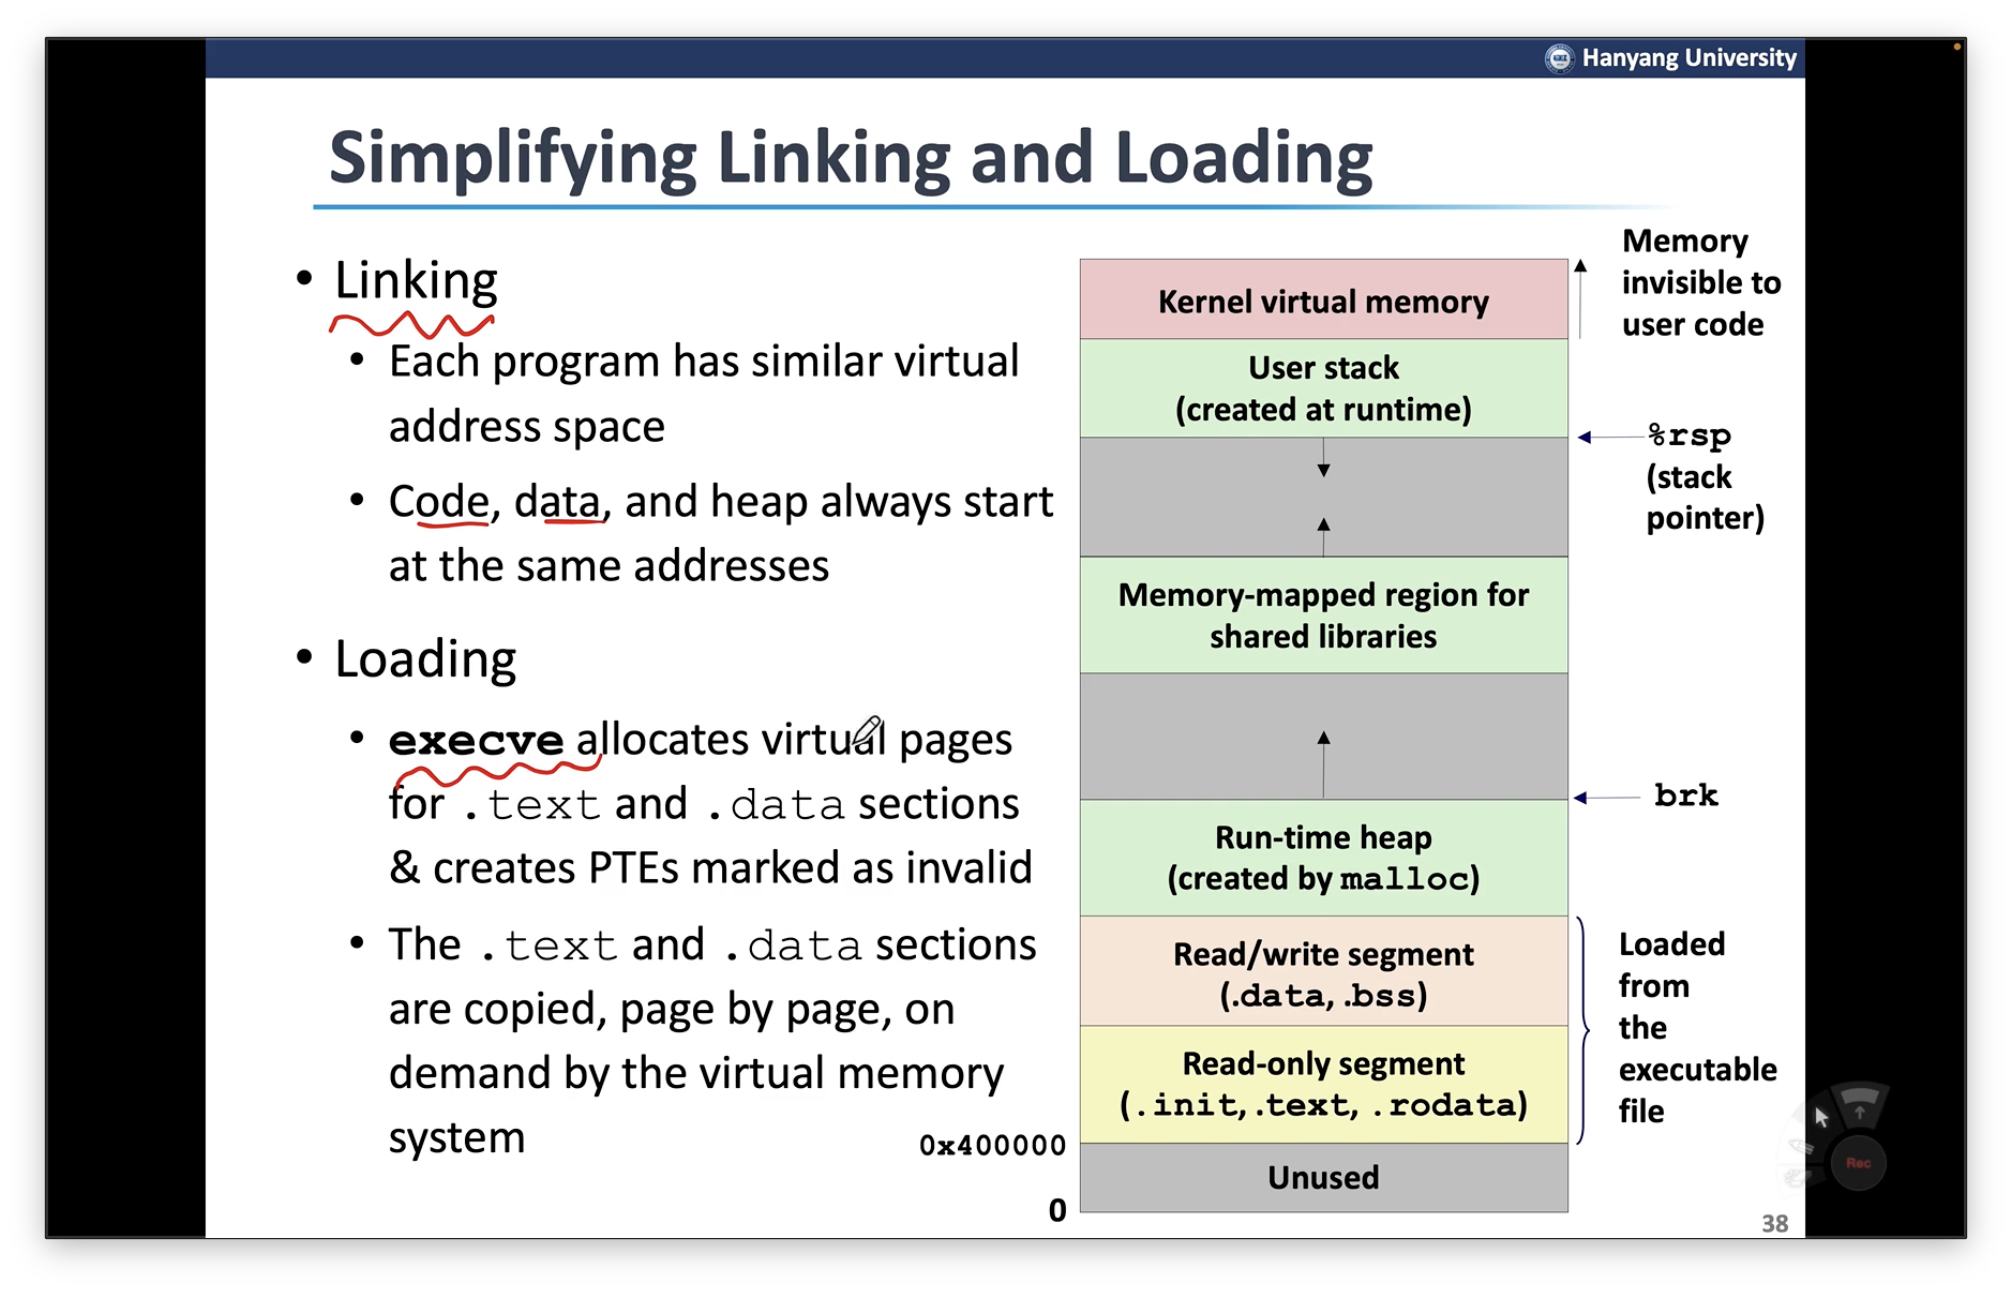 Hanyang University
Simplifying Linking and Loading
• Linking
• Each program has similar virtual
address space
• Code, data, and heap always start
at the same addresses
• Loading
• execve allocates virtual pages
for .text and .data sections
& creates PTEs marked as invalid
• The .text and .data sections
are copied, page by page, on
demand by the virtual memory
system
Kernel virtual memory
Memory
invisible to
user code
User stack
(created at runtime)
%rsp
(stack
pointer)
Memory-mapped region for
shared libraries
brk
Run-time heap
(created by malloc)
Read/write segment
(.data, .bss)
Read-only segment
(.init, .text, .rodata)
Loaded
from
the
executable
file
0x400000
Unused
0
Rec
38